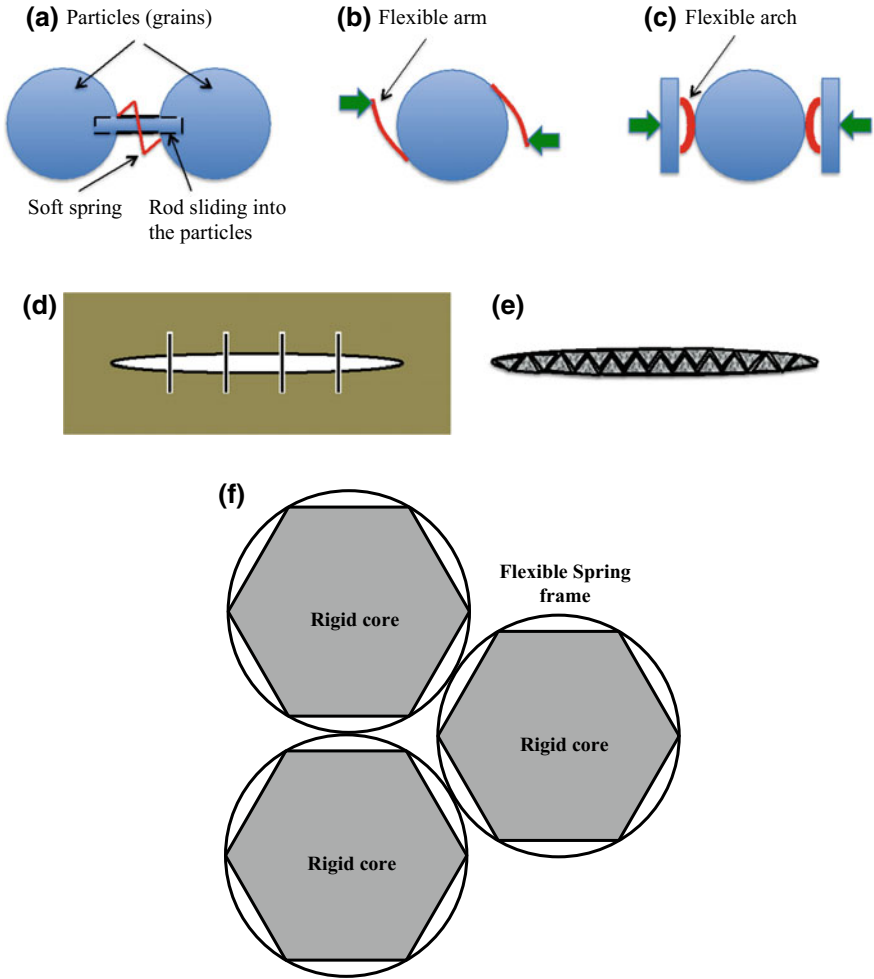 (a) Particles (grains)
(b) Flexible arm
(c) Flexible arch
Soft spring
Rod sliding into
the particles
(d)
(e)
(f)
Flexible Spring
frame
Rigid core
Rigid core
Rigid core